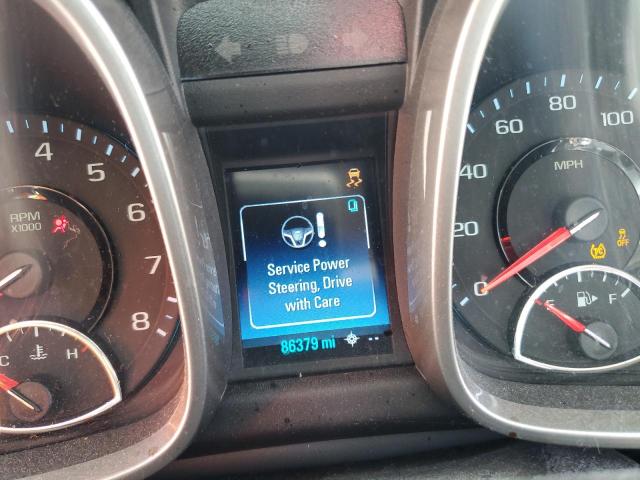 4 5 6 7 8
RPM
X1000
C H
Service Power
Steering, Drive
with Care
86379 mi
0 20 40 60 80 100
MPH
TC
OFF
E F